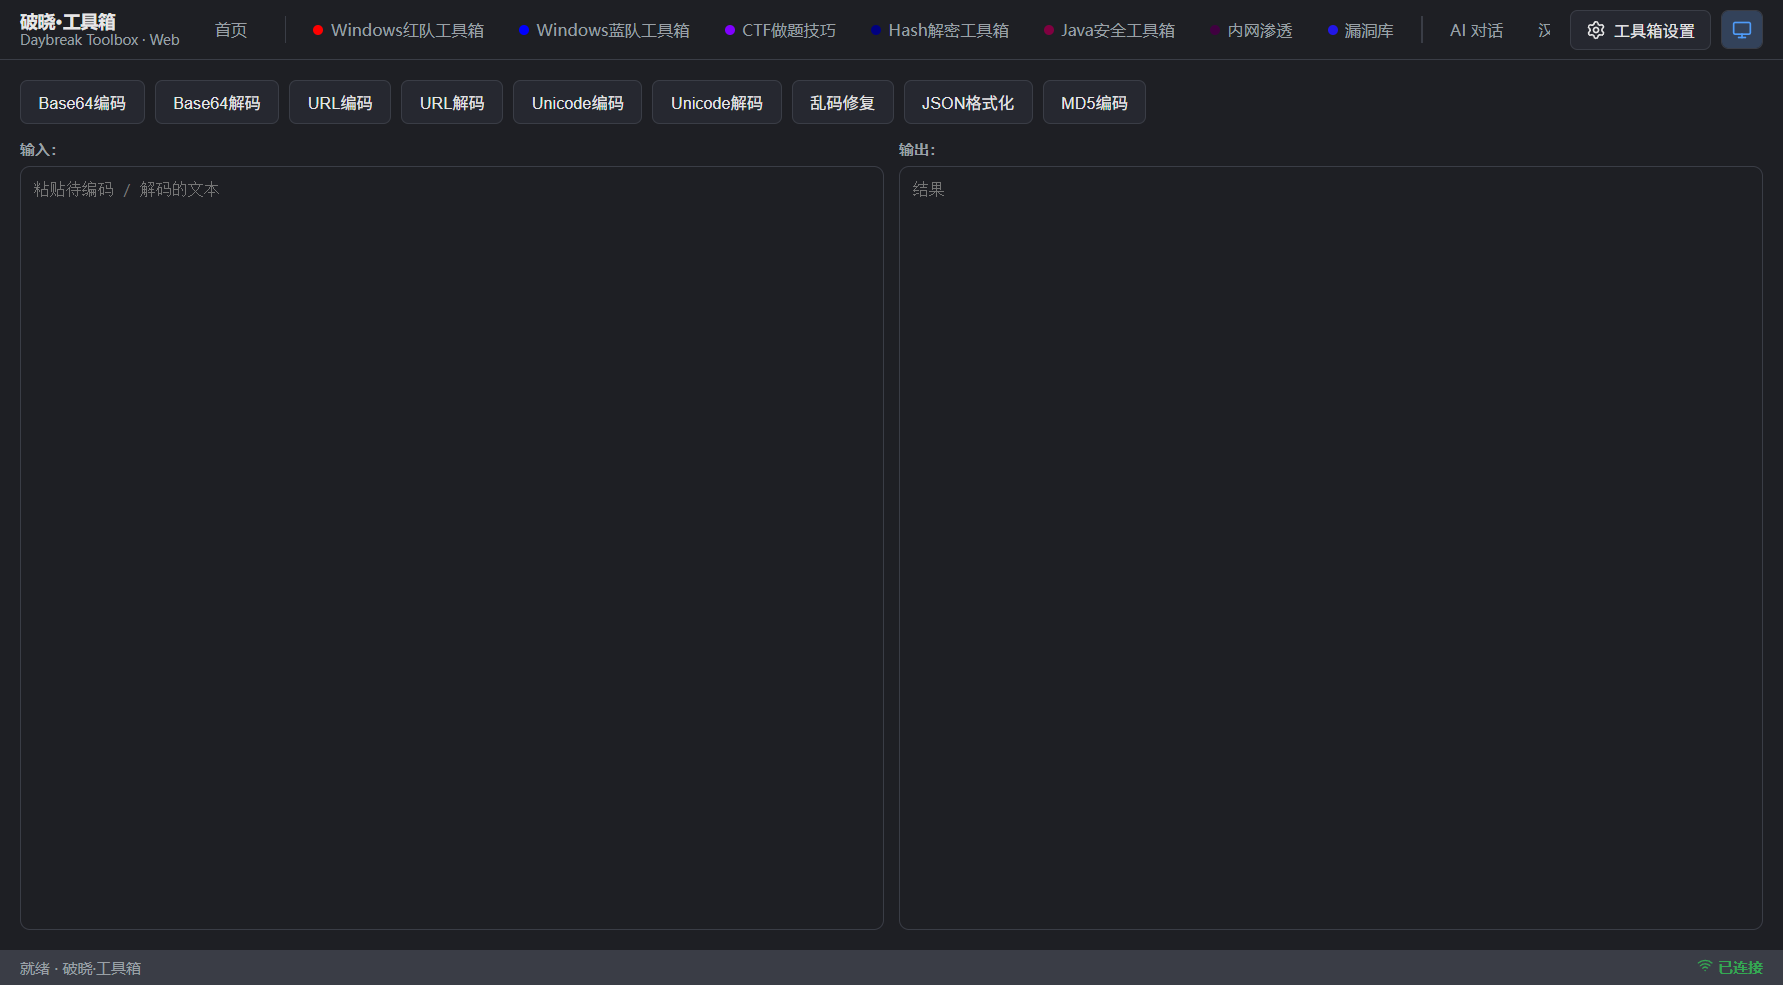 破晓•工具箱
Daybreak Toolbox · Web
首页
Windows红队工具箱
Windows蓝队工具箱
CTF做题技巧
Hash解密工具箱
Java安全工具箱
内网渗透
漏洞库
AI 对话
工具箱设置
Base64编码
Base64解码
URL编码
URL解码
Unicode编码
Unicode解码
乱码修复
JSON格式化
MD5编码
输入:
输出:
粘贴待编码 / 解码的文本
结果
就绪 · 破晓·工具箱
已连接